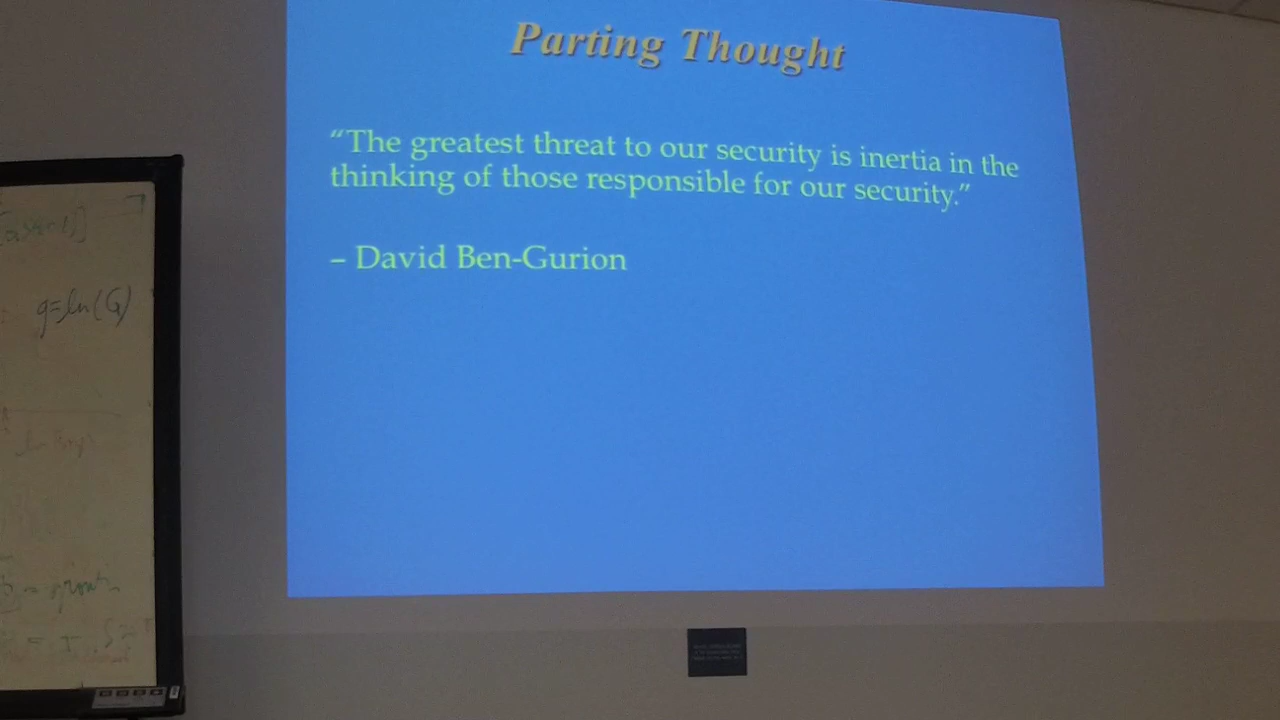 Parting Thought
“The greatest threat to our security is inertia in the
thinking of those responsible for our security.”
– David Ben-Gurion
g=ln(G)